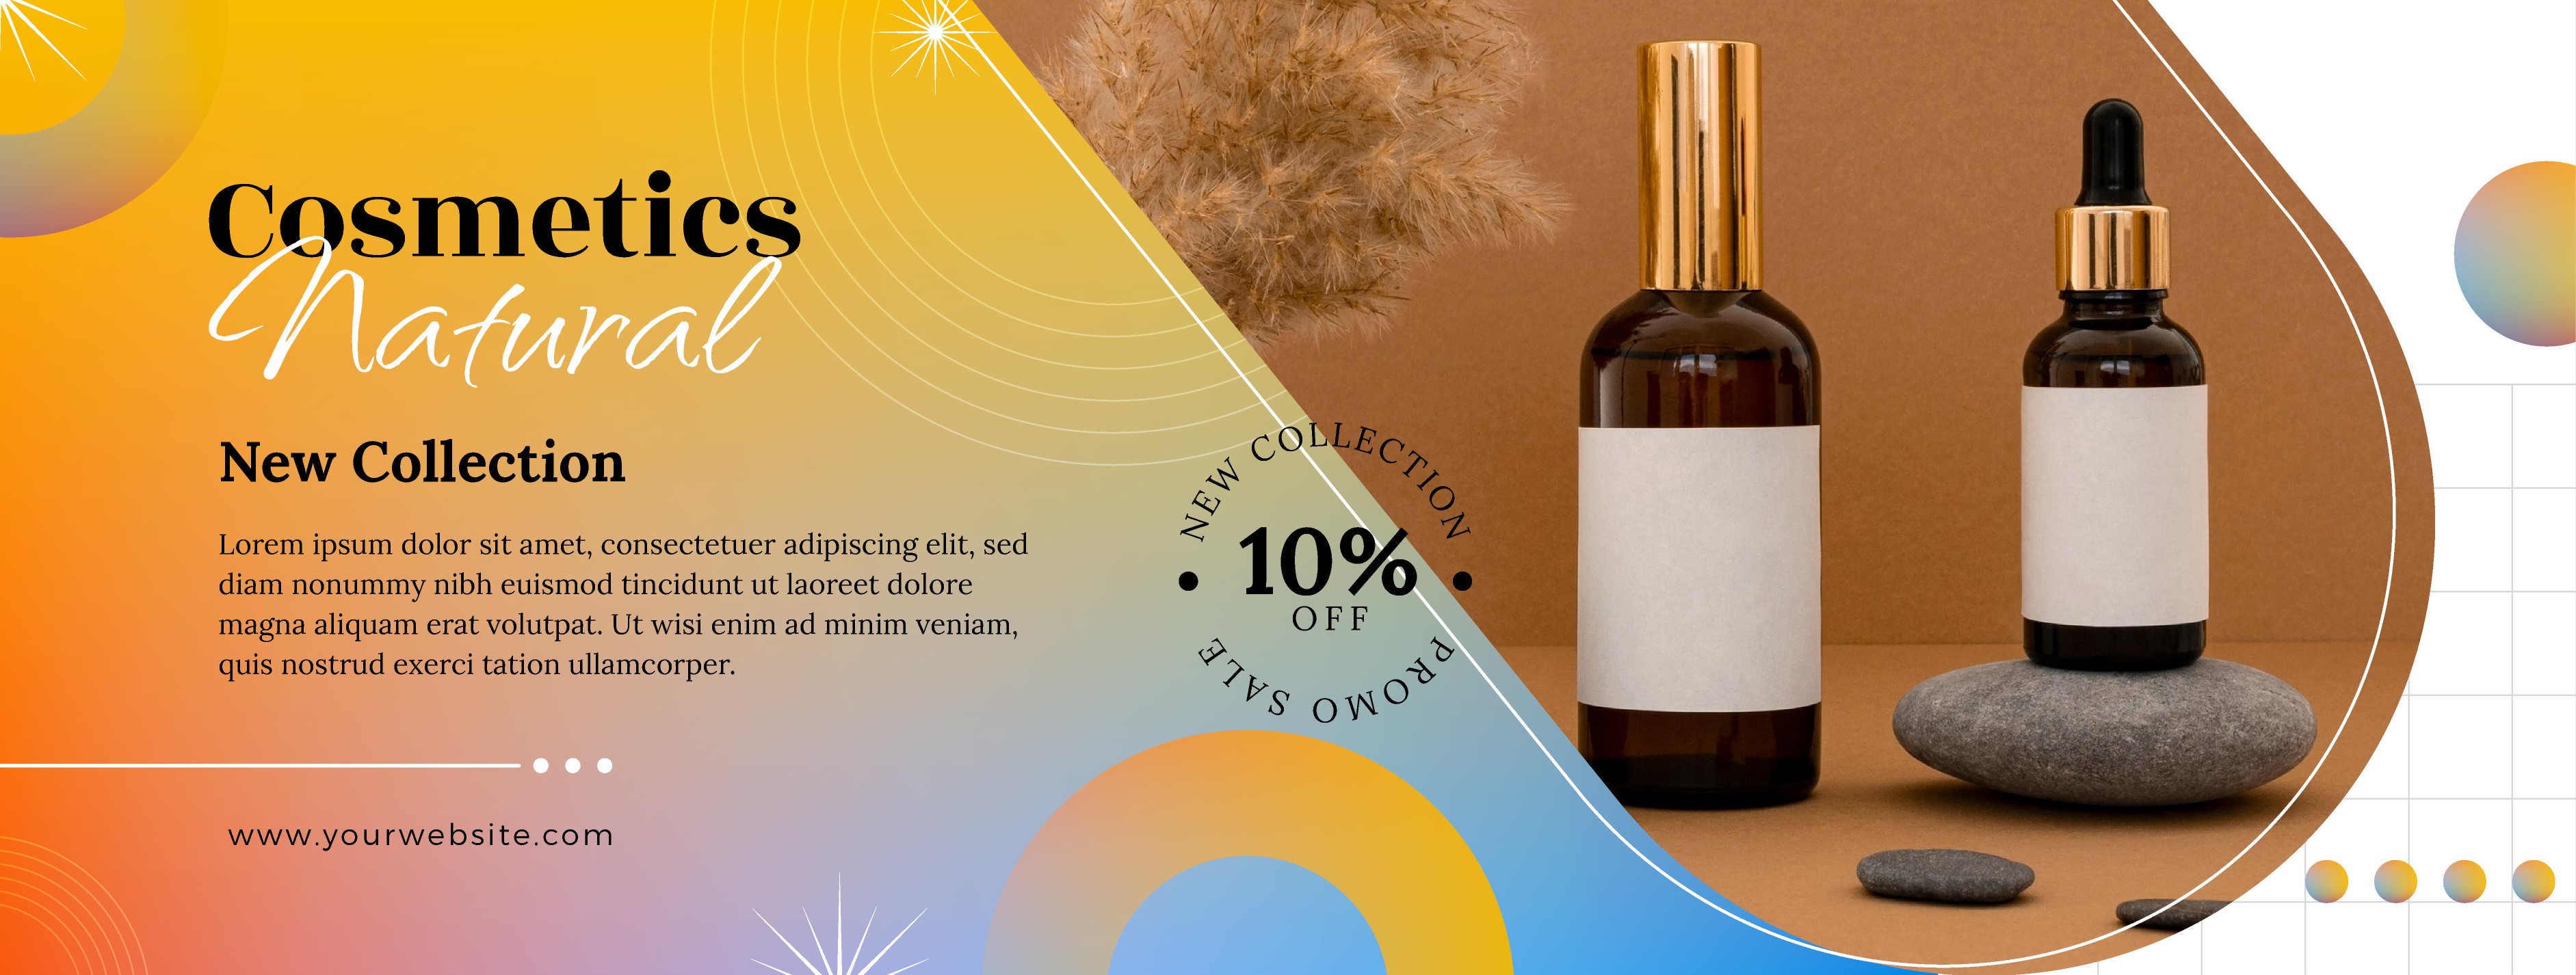 Cosmetics
Natural
New Collection
Lorem ipsum dolor sit amet, consectetuer adipiscing elit, sed
diam nonummy nibh euismod tincidunt ut laoreet dolore
magna aliquam erat volutpat. Ut wisi enim ad minim veniam,
quis nostrud exerci tation ullamcorper.
www.yourwebsite.com
NEW COLLECTION
10%
OFF
PROMO SALE